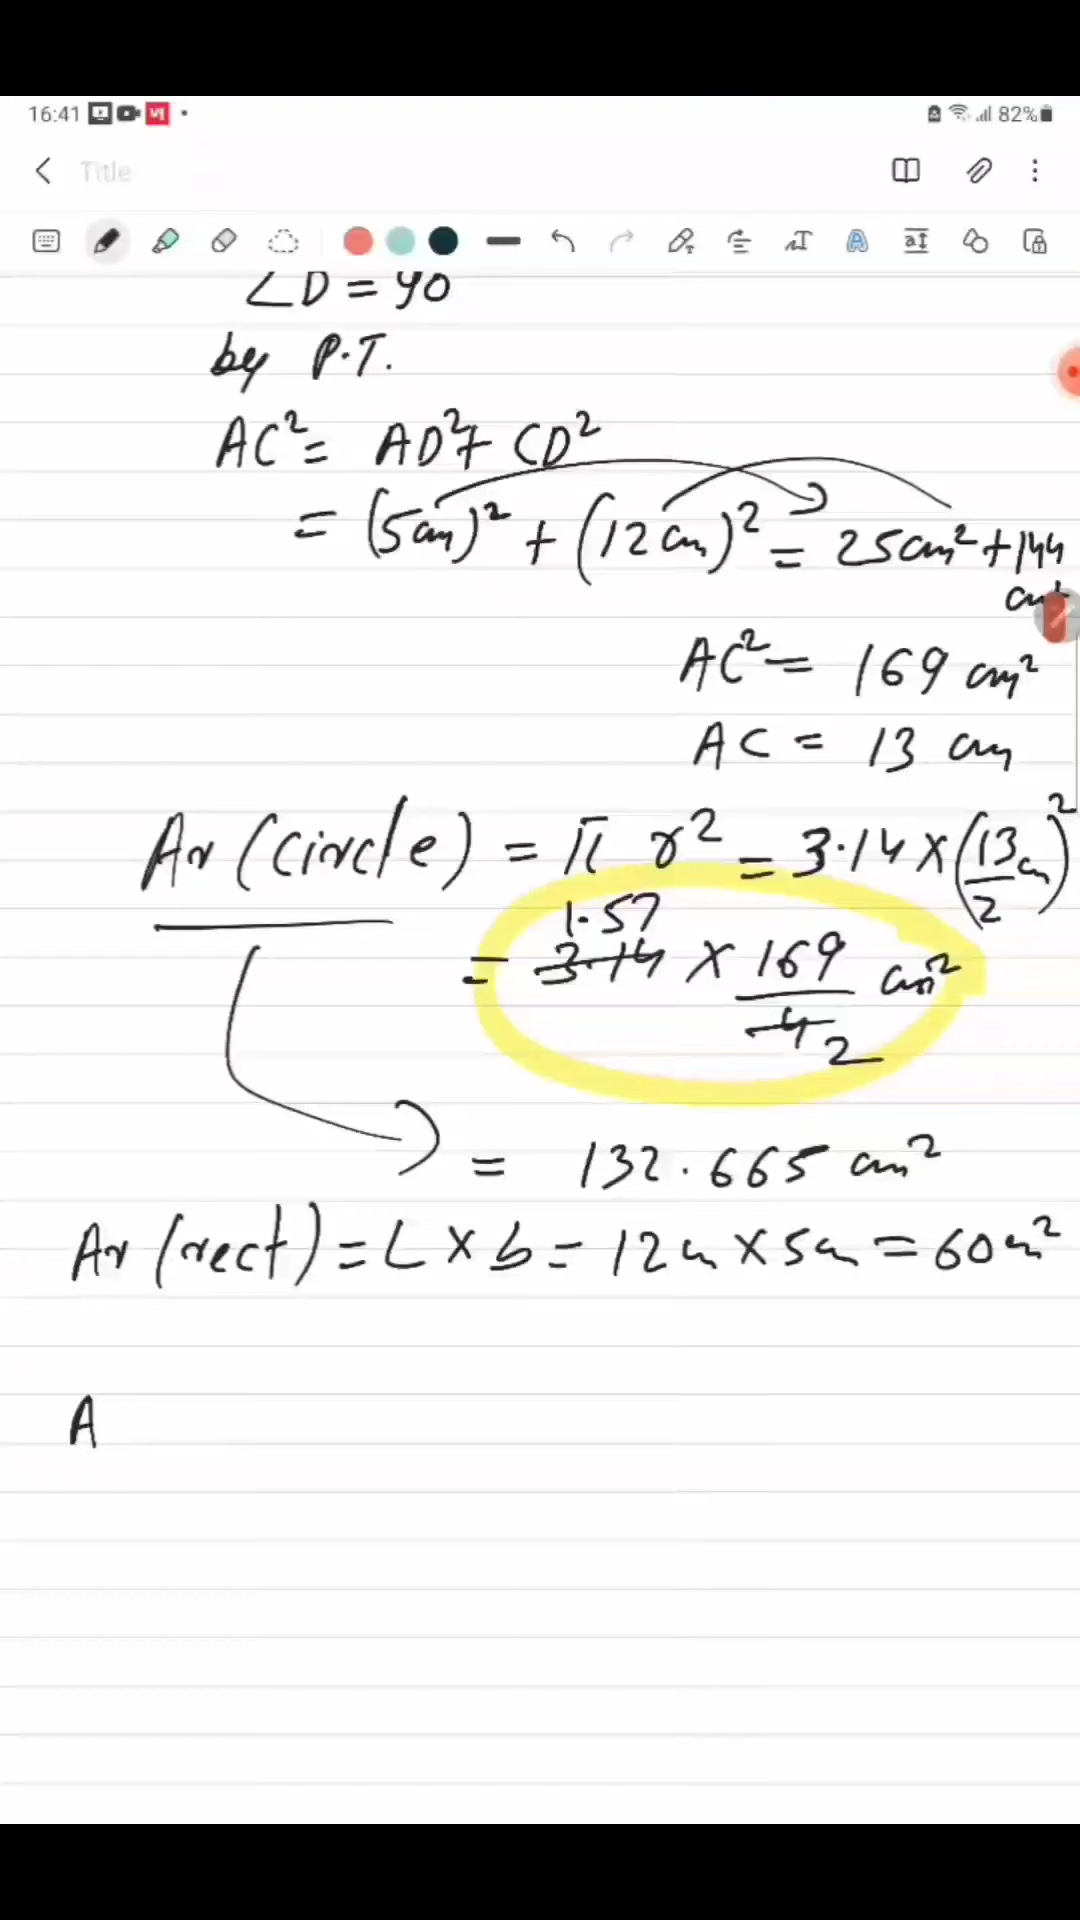 16:41 82%
Title
∠D = 90
by P.T.
AC² = AD² + CD²
= (5cm)² + (12cm)² = 25cm² + 144
cm²
AC² = 169 cm²
AC = 13 cm
Ar (circle) = π r² = 3.14 × (13/2 cm)²
1.57
= 3.14 × 169/4 cm²
2
= 132.665 cm²
Ar (rect) = L × b = 12cm × 5cm = 60cm²
A